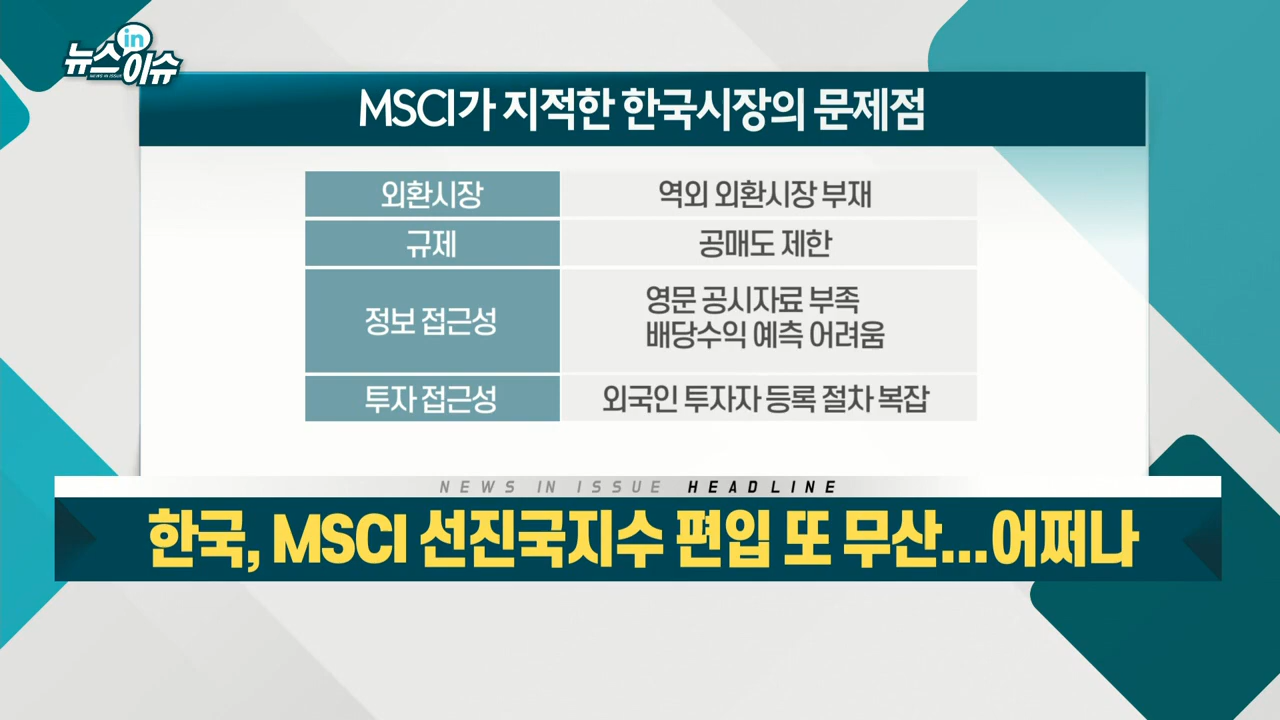 뉴스in이슈
NEWS IN ISSUE
MSCI가 지적한 한국시장의 문제점
외환시장 역외 외환시장 부재
규제 공매도 제한
정보 접근성 영문 공시자료 부족
배당수익 예측 어려움
투자 접근성 외국인 투자자 등록 절차 복잡
NEWS IN ISSUE HEADLINE
한국, MSCI 선진국지수 편입 또 무산...어쩌나